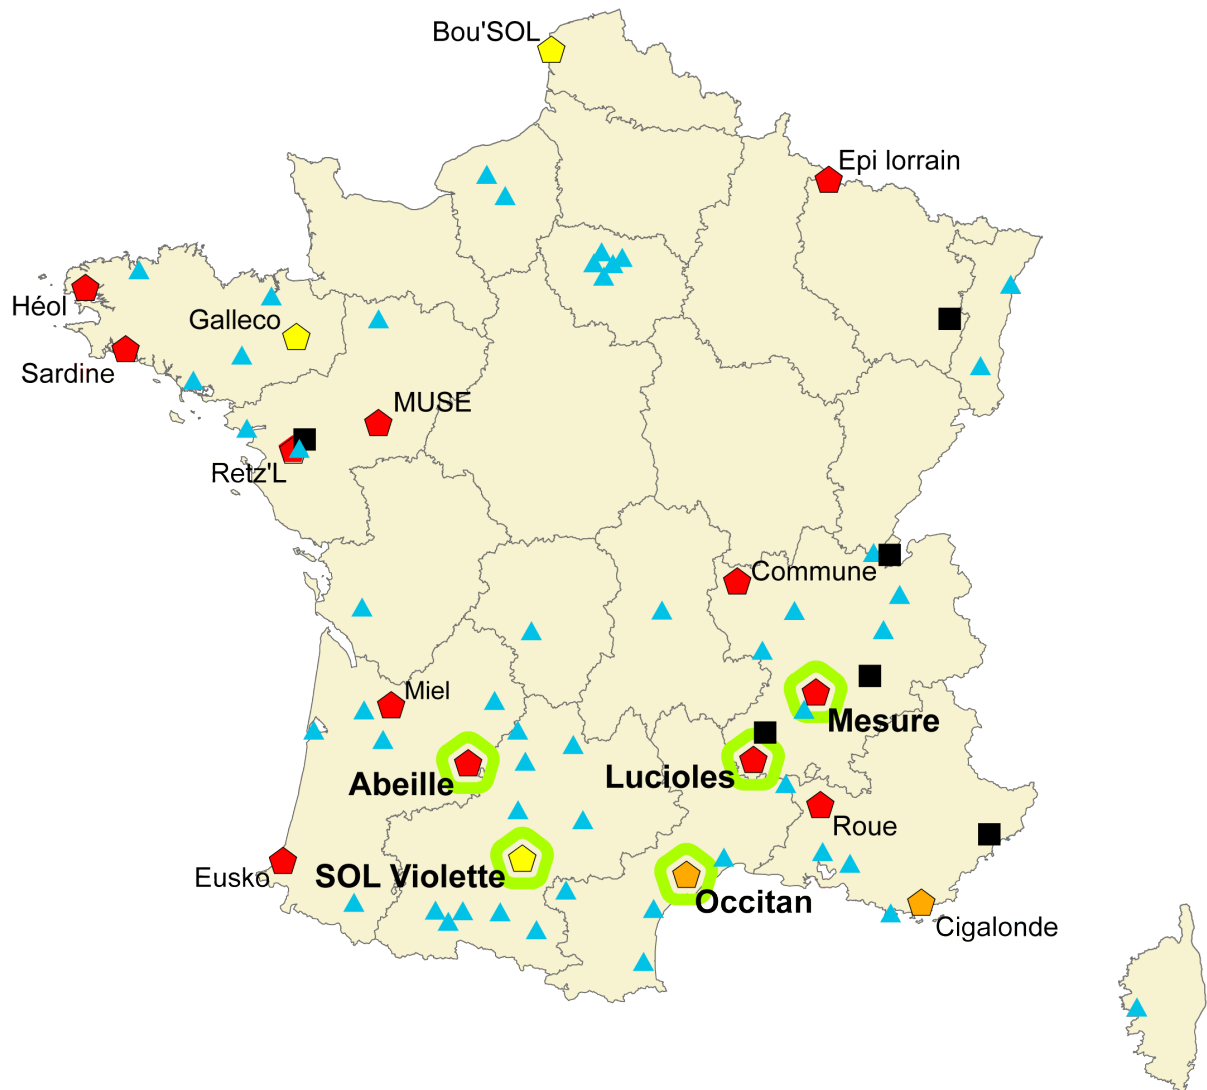 Bou'SOL
Epi lorrain
Héol
Galleco
Sardine
MUSE
Retz'L
Commune
Miel
Mesure
Abeille
Lucioles
Roue
Eusko
SOL Violette
Occitan
Cigalonde